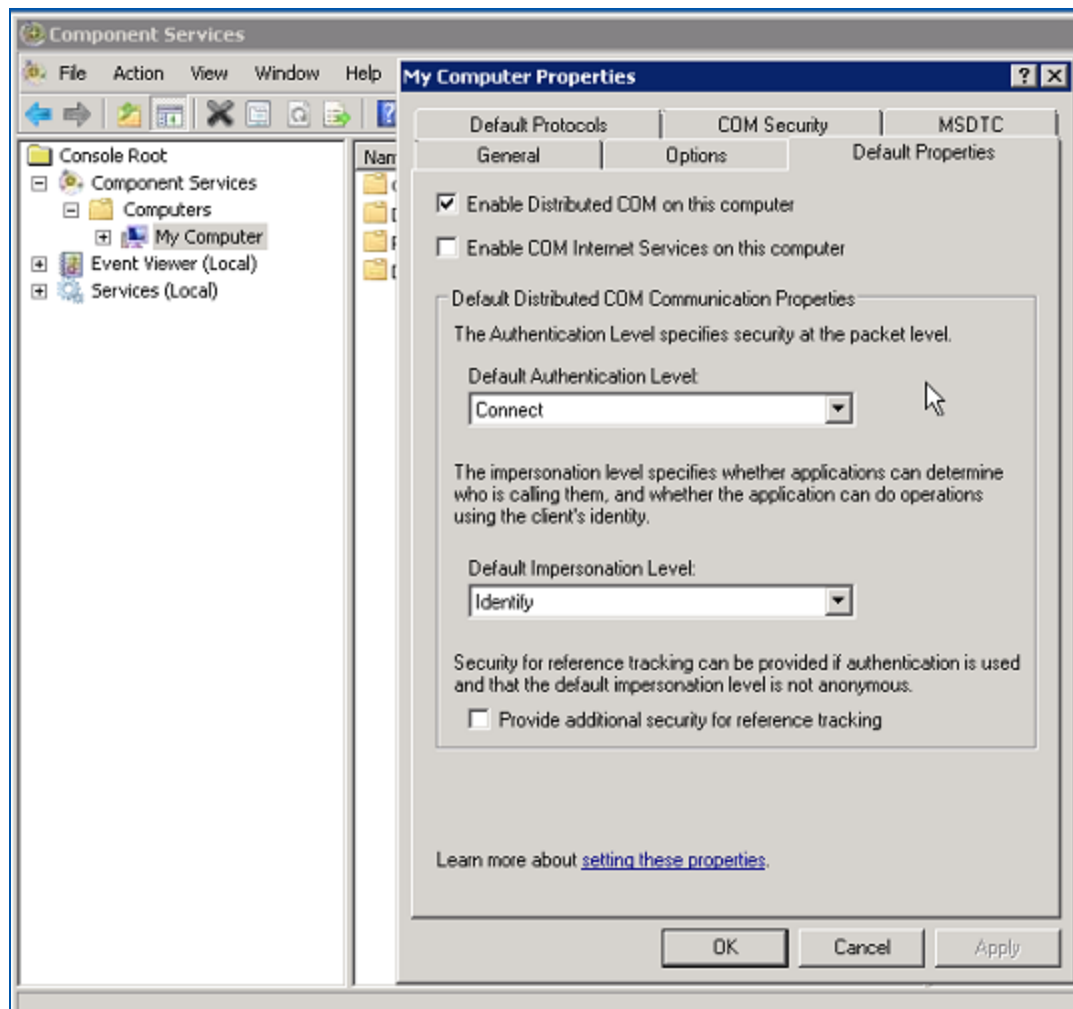 Component Services
File Action View Window Help
My Computer Properties
Default Protocols COM Security MSDTC
General Options Default Properties
Console Root
Component Services
Computers
My Computer
Event Viewer (Local)
Services (Local)
Enable Distributed COM on this computer
Enable COM Internet Services on this computer
Default Distributed COM Communication Properties
The Authentication Level specifies security at the packet level.
Default Authentication Level:
Connect
The impersonation level specifies whether applications can determine
who is calling them, and whether the application can do operations
using the client's identity.
Default Impersonation Level:
Identify
Security for reference tracking can be provided if authentication is used
and that the default impersonation level is not anonymous.
Provide additional security for reference tracking
Learn more about setting these properties.
OK Cancel Apply